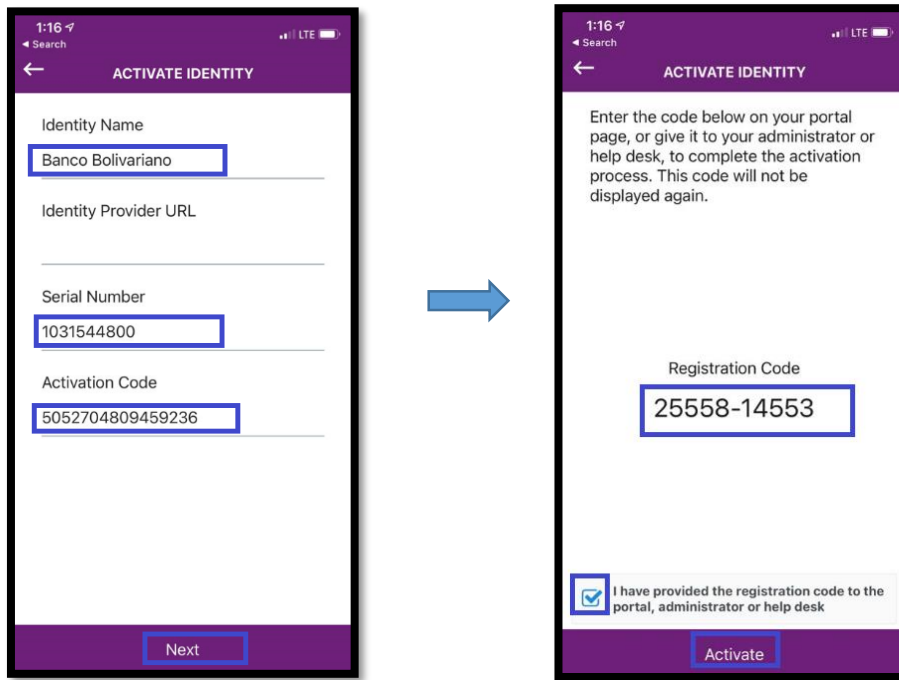 1:16
Search
LTE
ACTIVATE IDENTITY
Identity Name
Banco Bolivariano
Identity Provider URL
Serial Number
1031544800
Activation Code
5052704809459236
Next
1:16
Search
LTE
ACTIVATE IDENTITY
Enter the code below on your portal
page, or give it to your administrator or
help desk, to complete the activation
process. This code will not be
displayed again.
Registration Code
25558-14553
I have provided the registration code to the
portal, administrator or help desk
Activate